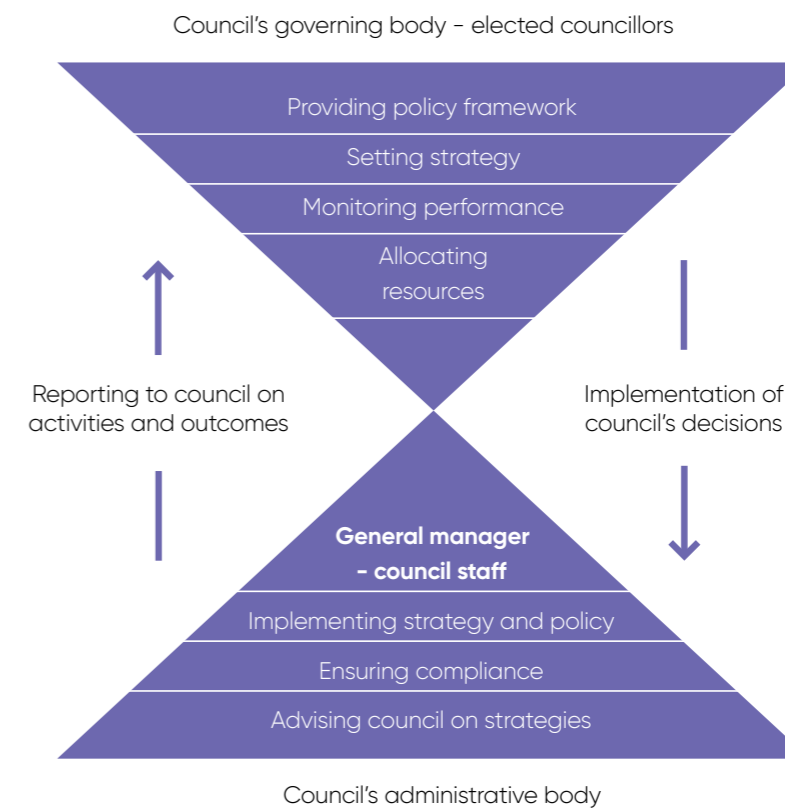 Council’s governing body - elected councillors
Providing policy framework
Setting strategy
Monitoring performance
Allocating
resources
Reporting to council on
activities and outcomes
Implementation of
council’s decisions
General manager
- council staff
Implementing strategy and policy
Ensuring compliance
Advising council on strategies
Council’s administrative body